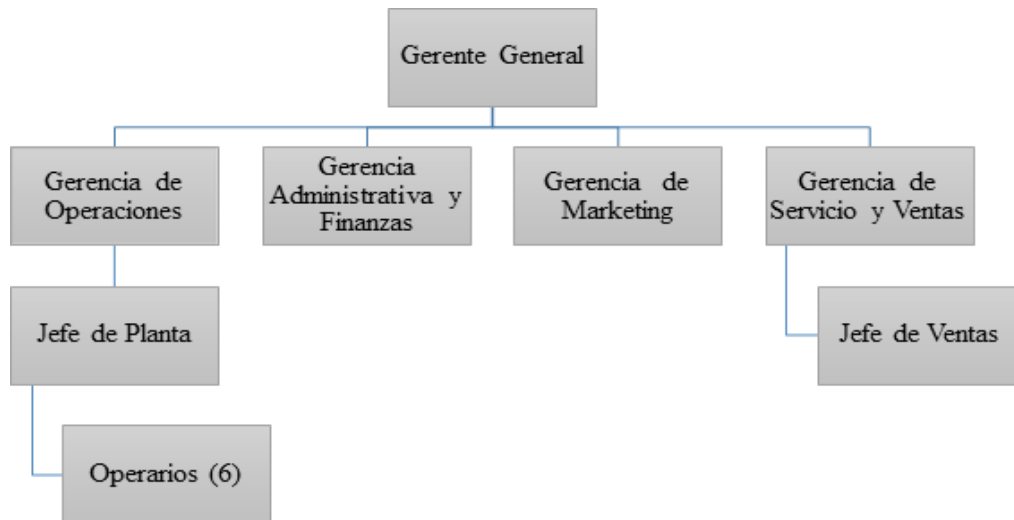 Gerente General
Gerencia de
Operaciones
Gerencia
Administrativa y
Finanzas
Gerencia de
Marketing
Gerencia de
Servicio y Ventas
Jefe de Planta
Jefe de Ventas
Operarios (6)